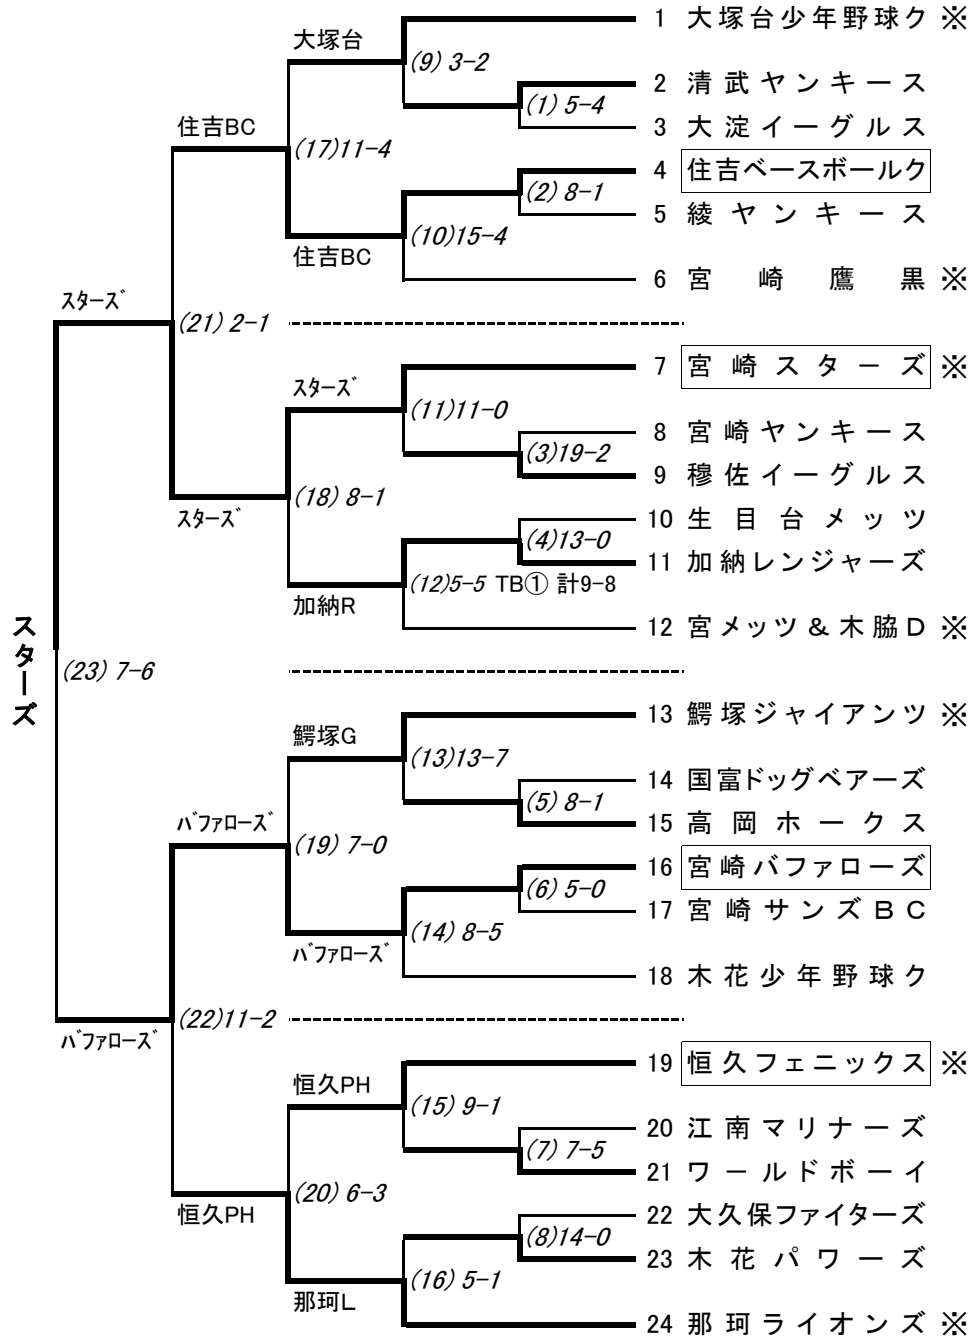 1 大塚台少年野球ク ※
大塚台
(9) 3-2
2 清武ヤンキース
(1) 5-4
3 大淀イーグルス
住吉BC
(17)11-4
4 住吉ベースボールク
(2) 8-1
5 綾ヤンキース
(10)15-4
住吉BC
6 宮崎鷹黒 ※
スターズ
(21) 2-1
7 宮崎スターズ ※
スターズ
(11)11-0
8 宮崎ヤンキース
(3)19-2
9 穆佐イーグルス
(18) 8-1
スターズ
10 生目台メッツ
(4)13-0
11 加納レンジャーズ
(12)5-5 TB① 計9-8
加納R
12 宮メッツ&木脇D ※
スターズ
(23) 7-6
13 鰐塚ジャイアンツ ※
鰐塚G
(13)13-7
14 国富ドッグベアーズ
(5) 8-1
15 高岡ホークス
バファローズ
(19) 7-0
16 宮崎バファローズ
(6) 5-0
17 宮崎サンズBC
(14) 8-5
バファローズ
18 木花少年野球ク
(22)11-2
バファローズ
19 恒久フェニックス ※
恒久PH
(15) 9-1
20 江南マリナーズ
(7) 7-5
21 ワールドボーイ
(20) 6-3
恒久PH
22 大久保ファイターズ
(8)14-0
23 木花パワーズ
(16) 5-1
那珂L
24 那珂ライオンズ ※